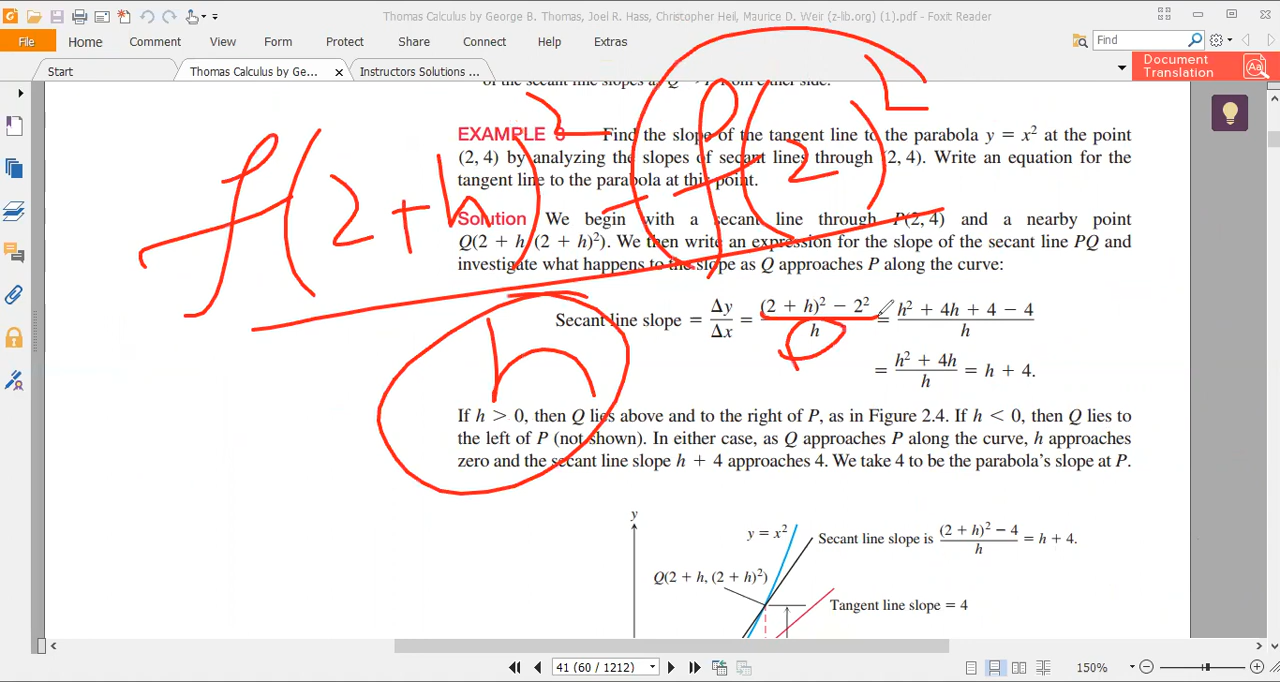 Thomas Calculus by George B. Thomas, Joel R. Hass, Christopher Heil, Maurice D. Weir (z-lib.org) (1).pdf - Foxit Reader
File Home Comment View Form Protect Share Connect Help Extras Find
Start Thomas Calculus by Ge... × Instructors Solutions ... Document Translation
EXAMPLE Find the slope of the tangent line to the parabola y = x² at the point
(2, 4) by analyzing the slopes of secant lines through (2, 4). Write an equation for the
tangent line to the parabola at this point.
Solution We begin with a secant line through P(2, 4) and a nearby point
Q(2 + h, (2 + h)²). We then write an expression for the slope of the secant line PQ and
investigate what happens to the slope as Q approaches P along the curve:
Secant line slope = Δy/Δx = ((2 + h)² − 2²)/h = (h² + 4h + 4 − 4)/h
= (h² + 4h)/h = h + 4.
If h > 0, then Q lies above and to the right of P, as in Figure 2.4. If h < 0, then Q lies to
the left of P (not shown). In either case, as Q approaches P along the curve, h approaches
zero and the secant line slope h + 4 approaches 4. We take 4 to be the parabola's slope at P.
f(2+h)² − f(2)²
h
y
y = x²
Secant line slope is ((2 + h)² − 4)/h = h + 4.
Q(2 + h, (2 + h)²)
Tangent line slope = 4
41 (60 / 1212) 150%